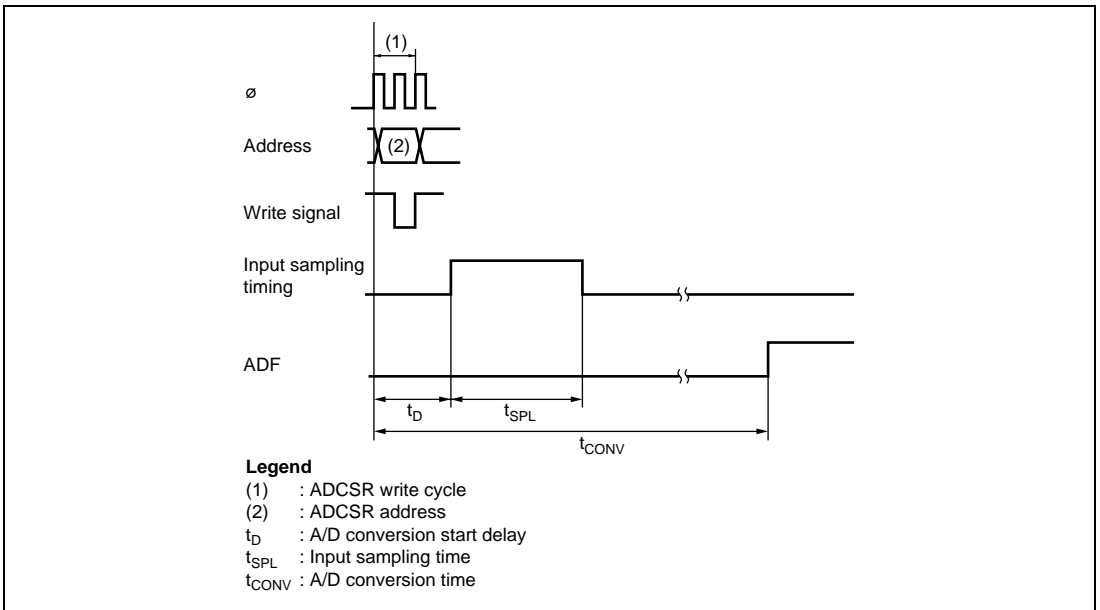 (1)
ø
Address
(2)
Write signal
Input sampling
timing
ADF
tD
tSPL
tCONV
Legend
(1) : ADCSR write cycle
(2) : ADCSR address
tD : A/D conversion start delay
tSPL : Input sampling time
tCONV : A/D conversion time